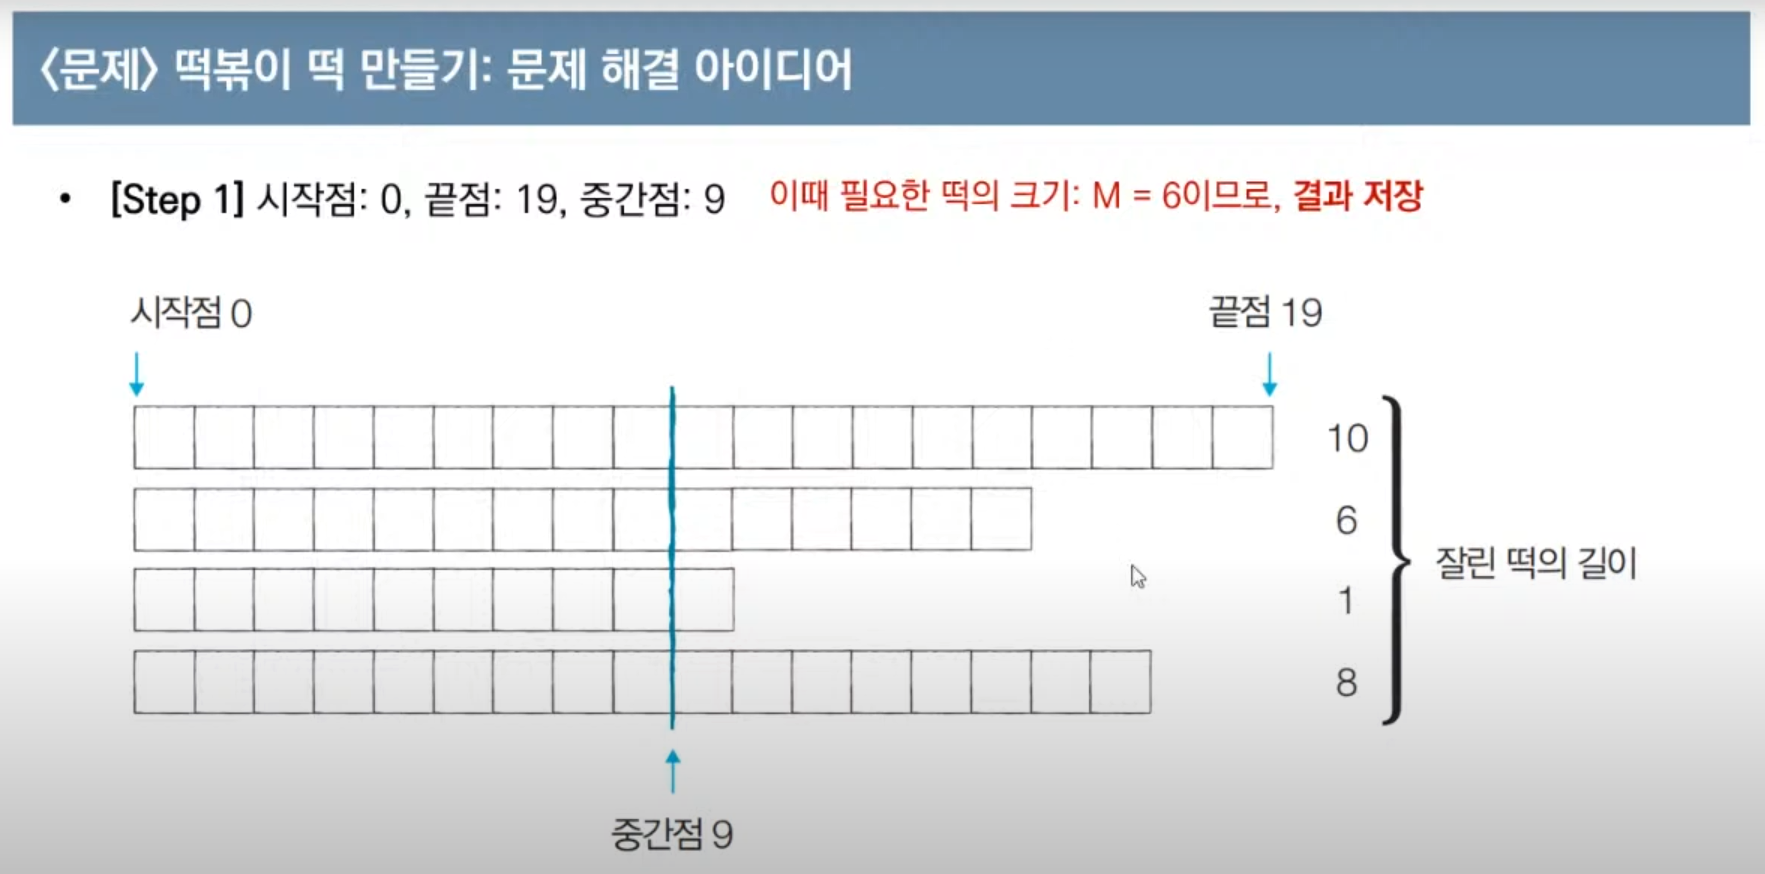 <문제> 떡볶이 떡 만들기: 문제 해결 아이디어
• [Step 1] 시작점: 0, 끝점: 19, 중간점: 9 이때 필요한 떡의 크기: M = 6이므로, 결과 저장
시작점 0
끝점 19
10
6
1
8
잘린 떡의 길이
중간점 9